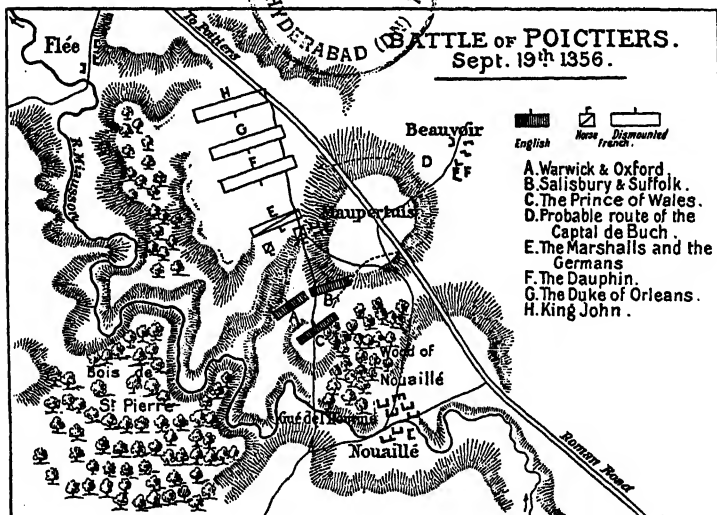 HYDERABAD (Dn)
BATTLE OF POICTIERS.
Sept. 19th 1356.
English
Horse Dismounted
French.
A. Warwick & Oxford.
B. Salisbury & Suffolk.
C. The Prince of Wales.
D. Probable route of the
Captal de Buch.
E. The Marshalls and the
Germans
F. The Dauphin.
G. The Duke of Orleans.
H. King John.
To Poitiers
Flée
R. Miausson
H
G
F
E
Beauvoir
D
Maupertuis
B
A
C
Wood of
Nouaillé
Bois de
St Pierre
Nouaillé
Roman Road